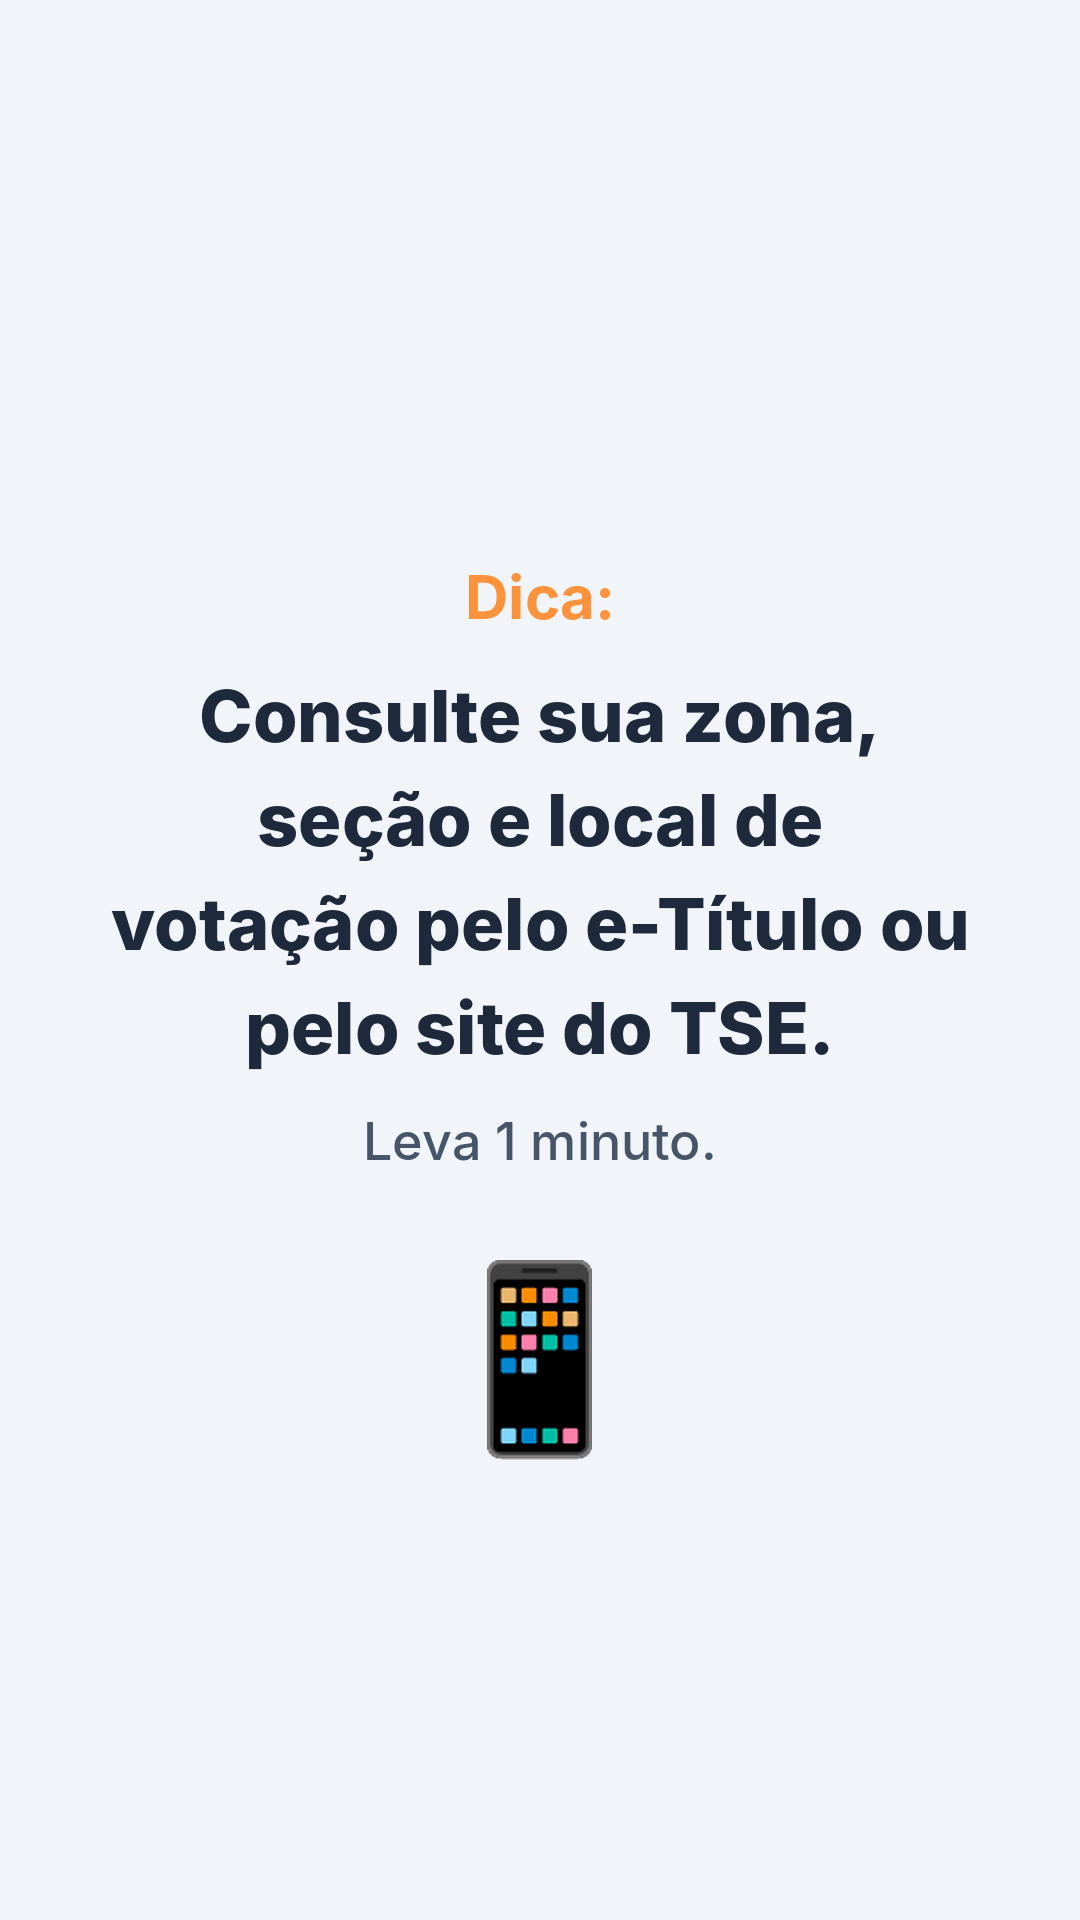 Dica:
Consulte sua zona,
seção e local de
votação pelo e-Título ou
pelo site do TSE.
Leva 1 minuto.